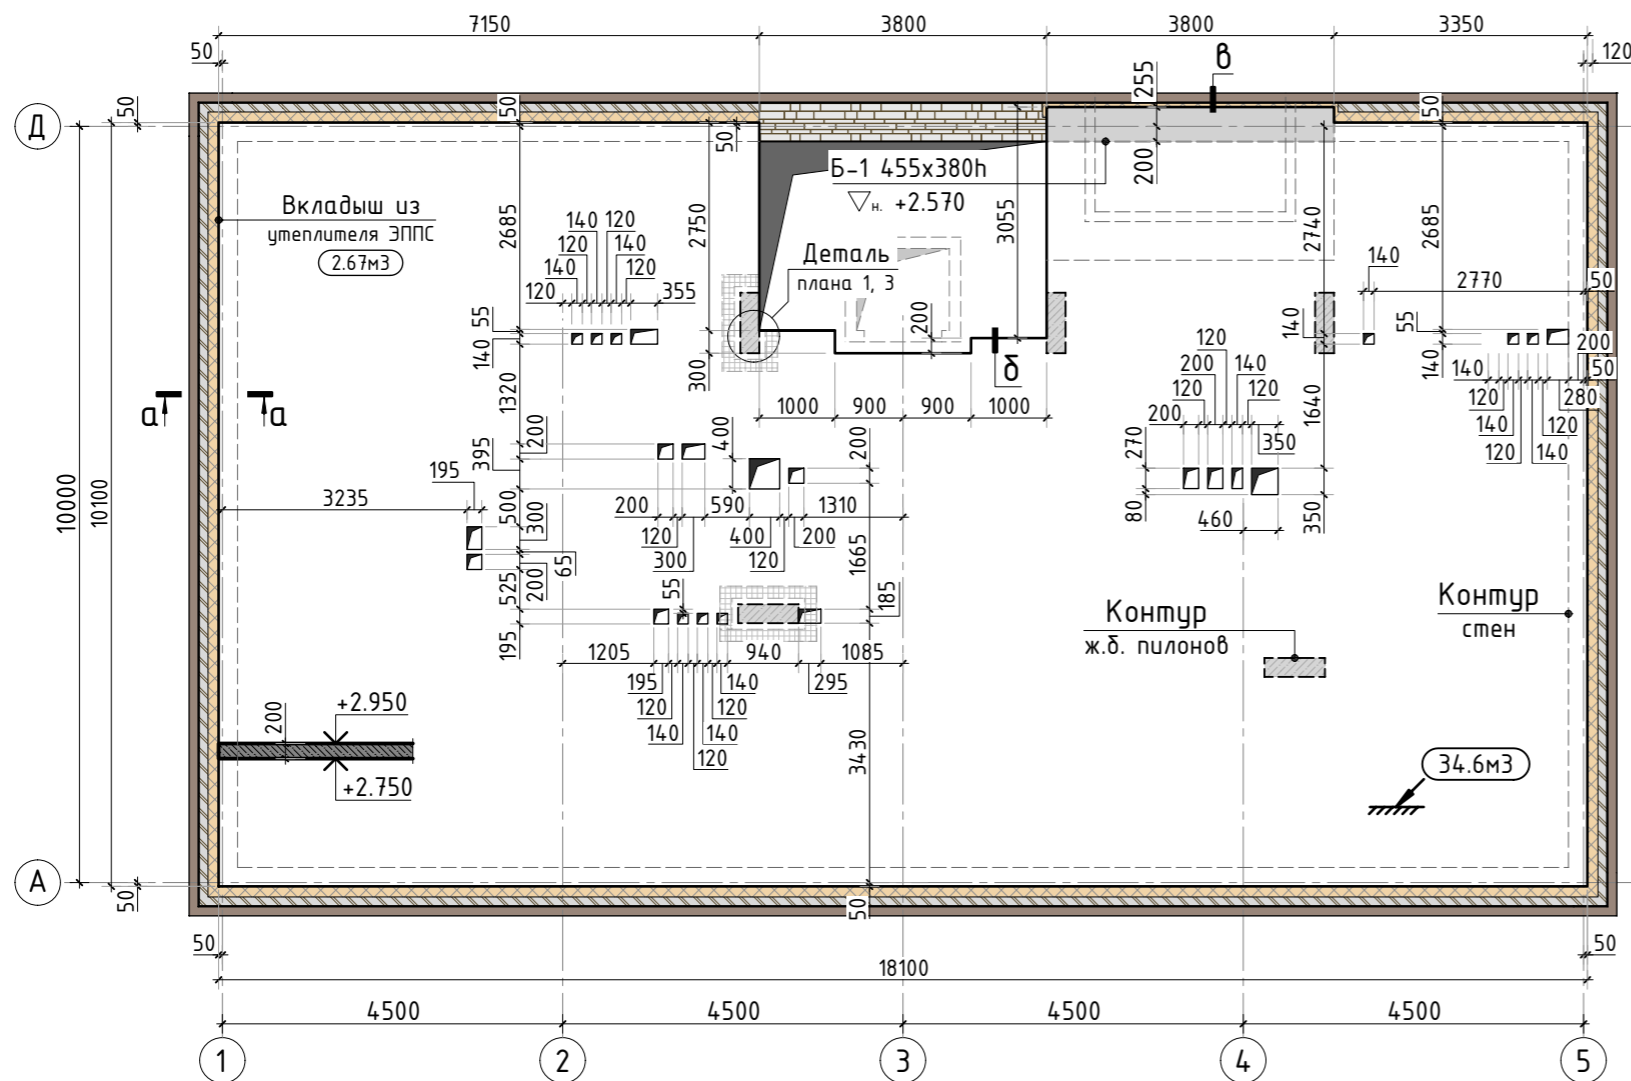 7150 3800 3800 3350
50 120
в
255
50 50 50
Д
50
200
Б-1 455х380h
н. +2.570
Вкладыш из
утеплителя ЭППС
2.67м3
2685 2750 3055 2740 2685
140 120
120 140
140 120
120 355
Деталь
плана 1, 3
140
2770 50
55
140
200
140
55
140
200
50
1320
300
б
1640
140
120 280
140 120
120 140
а а
1000 900 900 1000
120
200 140
120 120
200
350
270
200
395
400
200
195
3235
500
300
200 590 1310
120 400 200
300 120
80
460
350
10000
10100
65
200
525
55
1665
185
195
Контур
ж.б. пилонов
Контур
стен
1205 940 1085
195 140 295
120 120
140 140
120
3430
200
+2.950
+2.750
34.6м3
А
50
50
50 50
18100
4500 4500 4500 4500
1 2 3 4 5